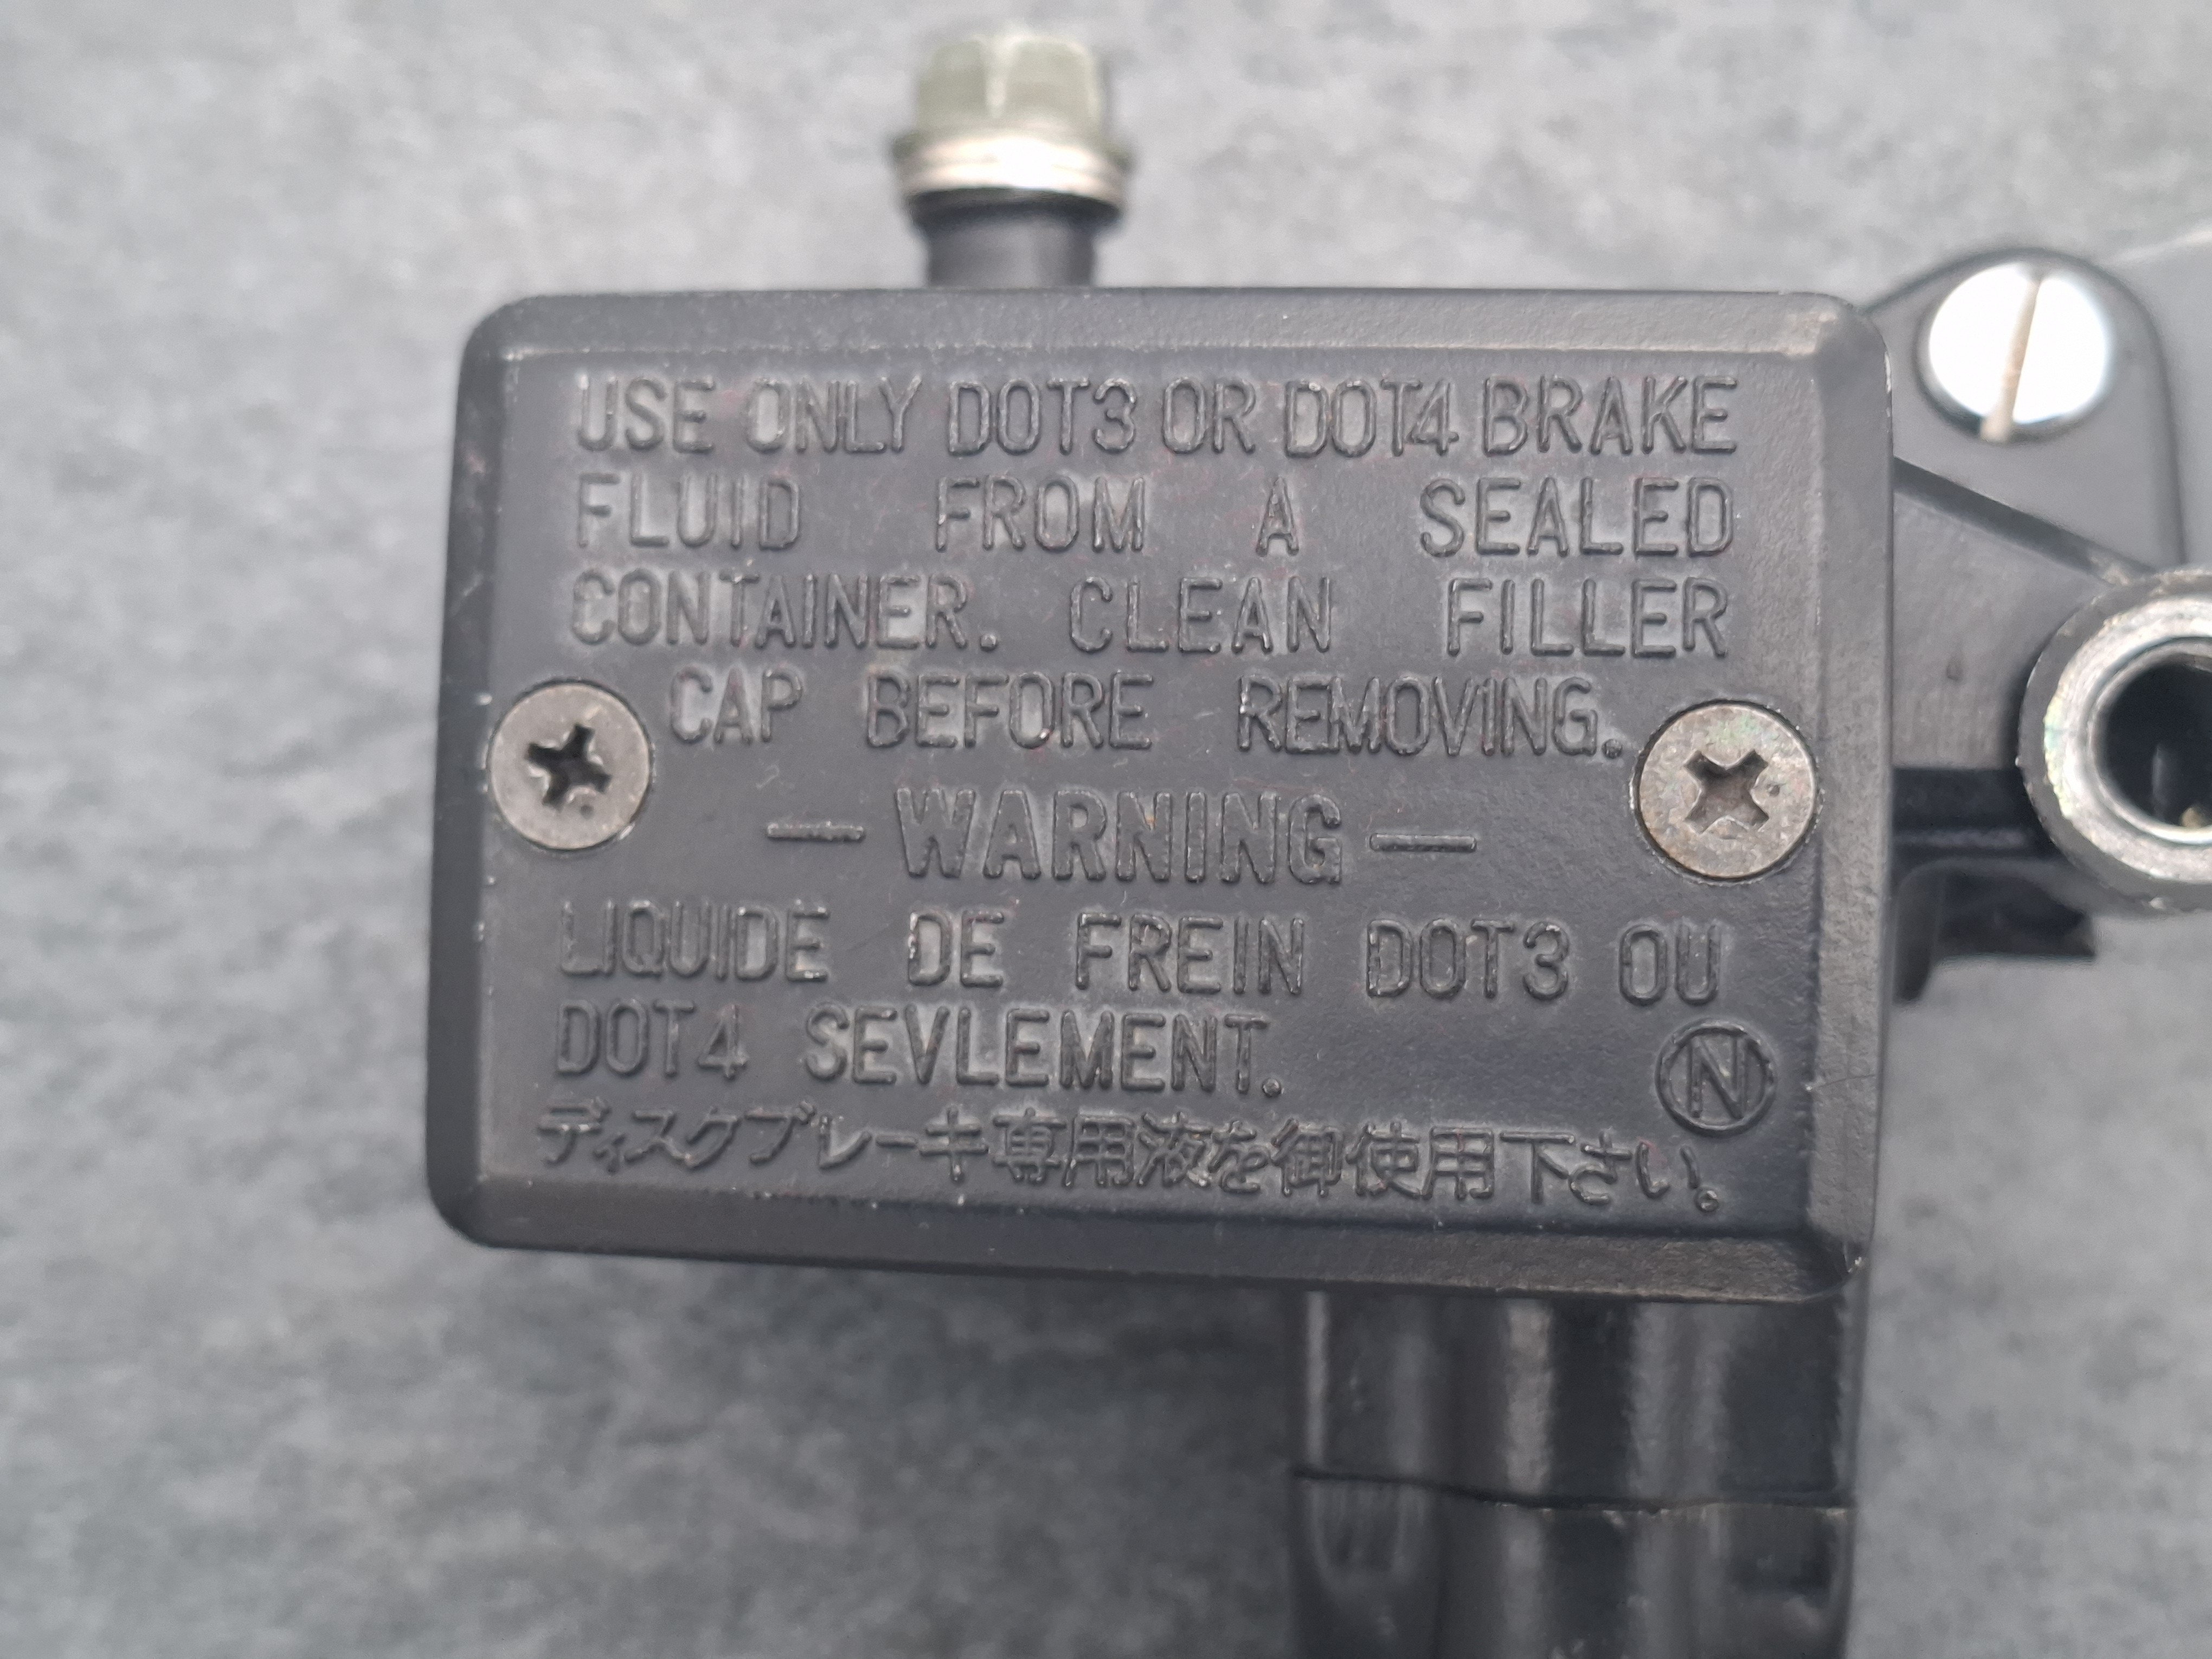 USE ONLY DOT3 OR DOT4 BRAKE
FLUID FROM A SEALED
CONTAINER. CLEAN FILLER
CAP BEFORE REMOVING.
— WARNING —
LIQUIDE DE FREIN DOT3 OU
DOT4 SEVLEMENT.
N
ディスクブレーキ専用液を御使用下さい。